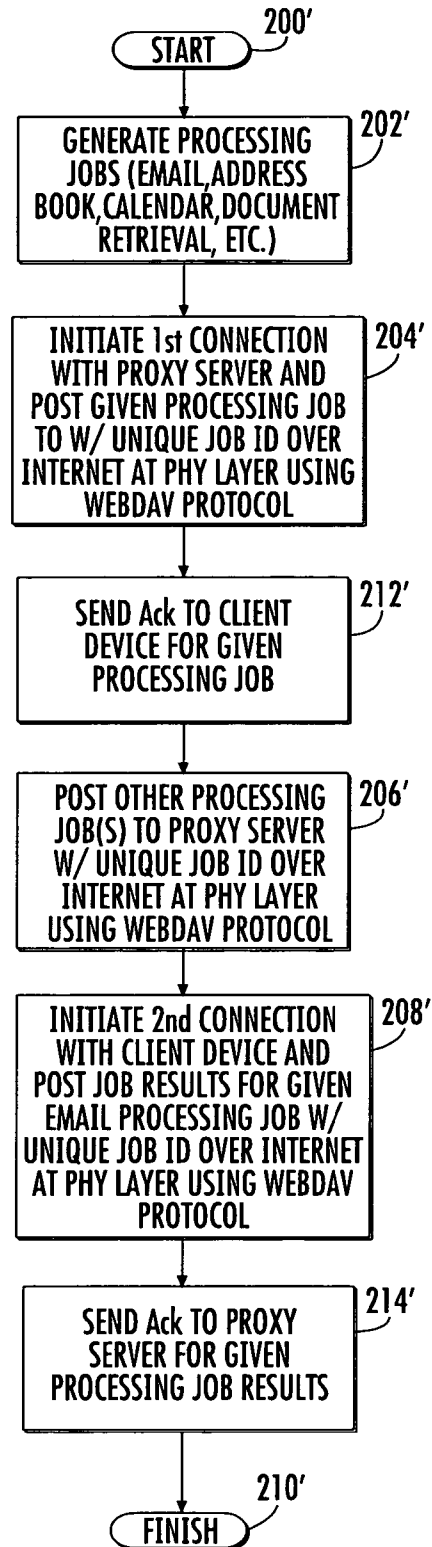 START
200'
GENERATE PROCESSING
JOBS (EMAIL,ADDRESS
BOOK,CALENDAR,DOCUMENT
RETRIEVAL, ETC.)
202'
INITIATE 1st CONNECTION
WITH PROXY SERVER AND
POST GIVEN PROCESSING JOB
TO W/ UNIQUE JOB ID OVER
INTERNET AT PHY LAYER USING
WEBDAV PROTOCOL
204'
SEND Ack TO CLIENT
DEVICE FOR GIVEN
PROCESSING JOB
212'
POST OTHER PROCESSING
JOB(S) TO PROXY SERVER
W/ UNIQUE JOB ID OVER
INTERNET AT PHY LAYER
USING WEBDAV PROTOCOL
206'
INITIATE 2nd CONNECTION
WITH CLIENT DEVICE AND
POST JOB RESULTS FOR GIVEN
EMAIL PROCESSING JOB W/
UNIQUE JOB ID OVER INTERNET
AT PHY LAYER USING WEBDAV
PROTOCOL
208'
SEND Ack TO PROXY
SERVER FOR GIVEN
PROCESSING JOB RESULTS
214'
FINISH
210'